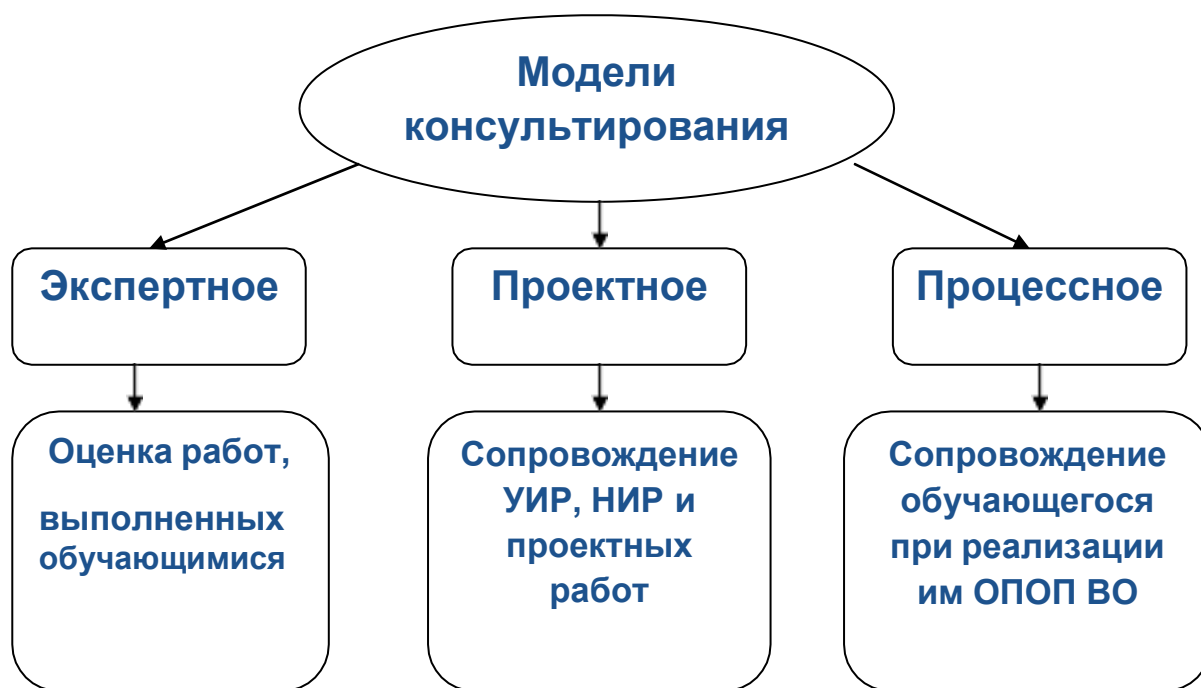 Модели
консультирования
Экспертное
Проектное
Процессное
Оценка работ,
выполненных
обучающимися
Сопровождение
УИР, НИР и
проектных
работ
Сопровождение
обучающегося
при реализации
им ОПОП ВО